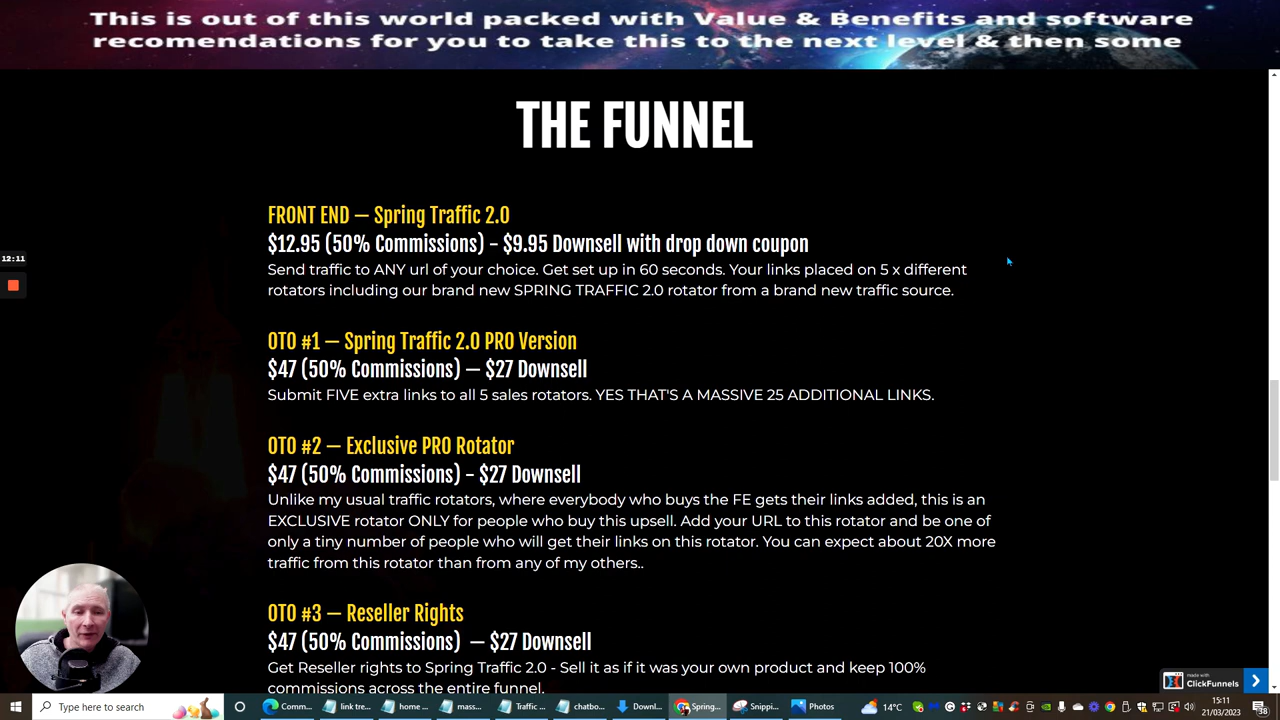 This is out of this world packed with Value & Benefits and software
recomendations for you to take this to the next level & then some
THE FUNNEL
FRONT END — Spring Traffic 2.0
$12.95 (50% Commissions) - $9.95 Downsell with drop down coupon
Send traffic to ANY url of your choice. Get set up in 60 seconds. Your links placed on 5 x different
rotators including our brand new SPRING TRAFFIC 2.0 rotator from a brand new traffic source.
12:11
OTO #1 — Spring Traffic 2.0 PRO Version
$47 (50% Commissions) — $27 Downsell
Submit FIVE extra links to all 5 sales rotators. YES THAT'S A MASSIVE 25 ADDITIONAL LINKS.
OTO #2 — Exclusive PRO Rotator
$47 (50% Commissions) - $27 Downsell
Unlike my usual traffic rotators, where everybody who buys the FE gets their links added, this is an
EXCLUSIVE rotator ONLY for people who buy this upsell. Add your URL to this rotator and be one of
only a tiny number of people who will get their links on this rotator. You can expect about 20X more
traffic from this rotator than from any of my others..
OTO #3 — Reseller Rights
$47 (50% Commissions) — $27 Downsell
Get Reseller rights to Spring Traffic 2.0 - Sell it as if it was your own product and keep 100%
commissions across the entire funnel.
made with
ClickFunnels
Type here to search
Comm...
link tre...
home ...
mass...
Traffic ...
chatbo...
Downl...
Spring...
Snippi...
Photos
14°C
15:11
21/03/2023
38